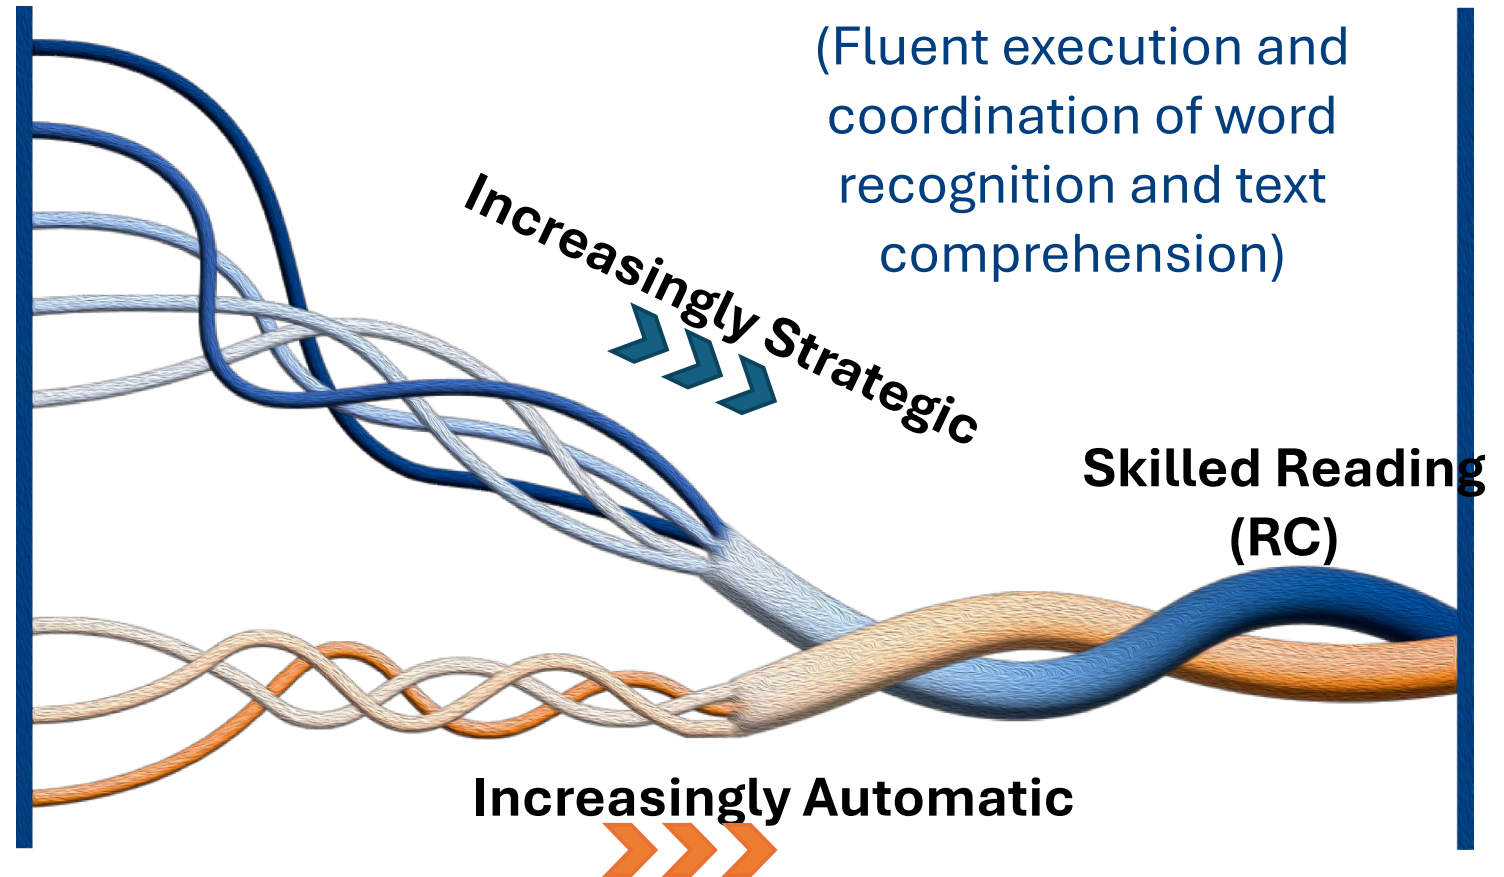 (Fluent execution and
coordination of word
recognition and text
comprehension)
Increasingly Strategic
Skilled Reading
(RC)
Increasingly Automatic